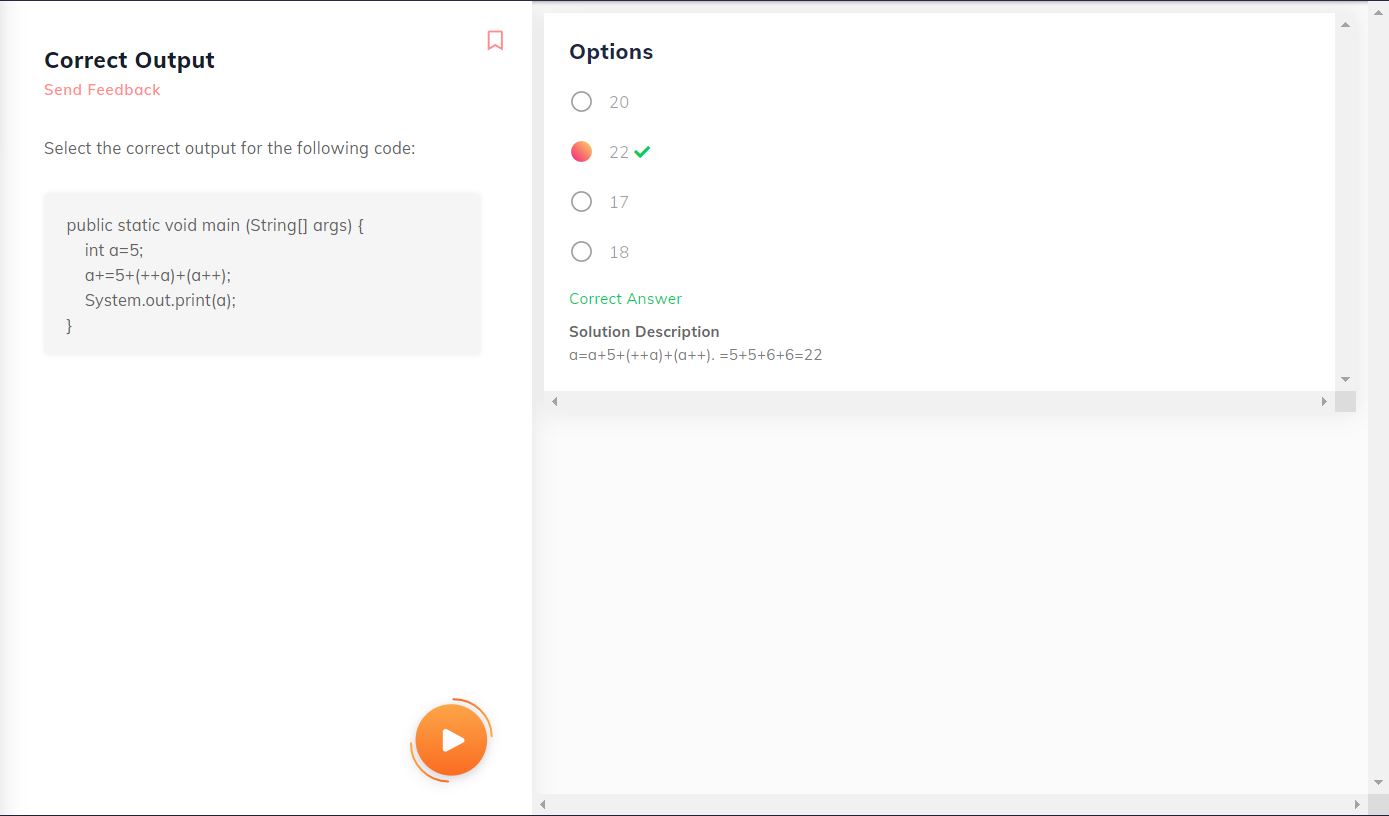 Correct Output
Send Feedback
Select the correct output for the following code:
public static void main (String[] args) {
int a=5;
a+=5+(++a)+(a++);
System.out.print(a);
}
Options
20
22
17
18
Correct Answer
Solution Description
a=a+5+(++a)+(a++). =5+5+6+6=22